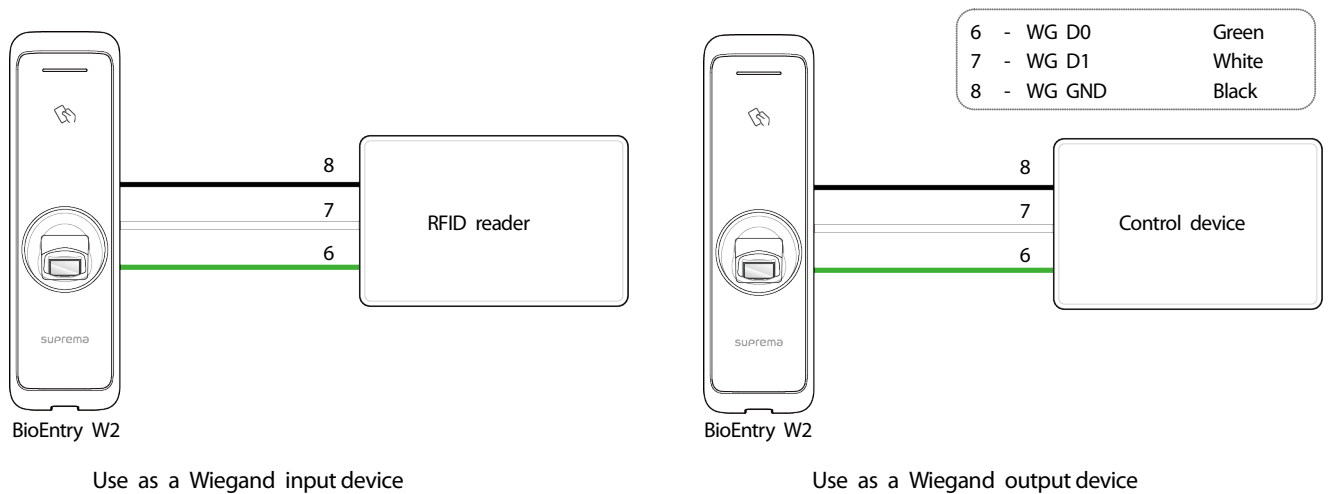 6 - WG D0 Green
7 - WG D1 White
8 - WG GND Black
8
7
6
RFID reader
suprema
BioEntry W2
Use as a Wiegand input device
8
7
6
Control device
suprema
BioEntry W2
Use as a Wiegand output device